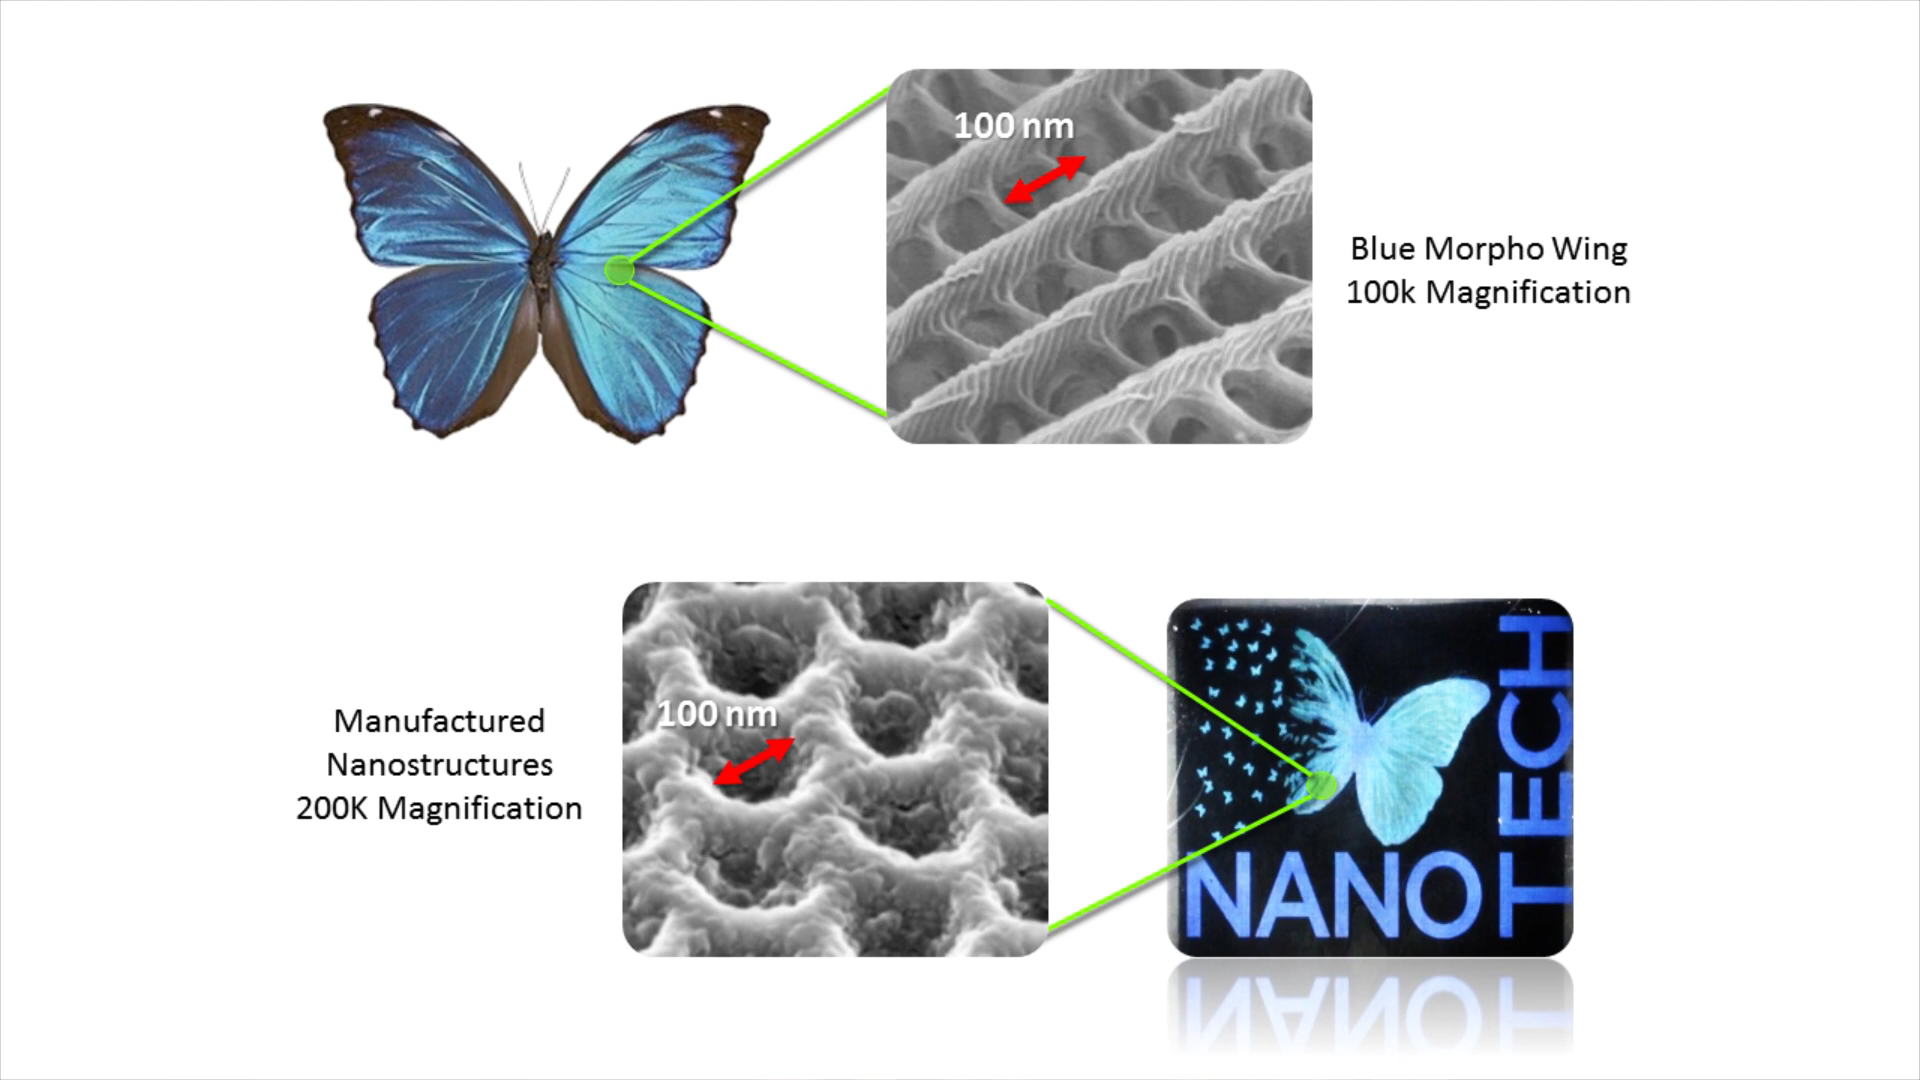 100 nm
Blue Morpho Wing
100k Magnification
Manufactured
Nanostructures
200K Magnification
100 nm
NANO
TECH